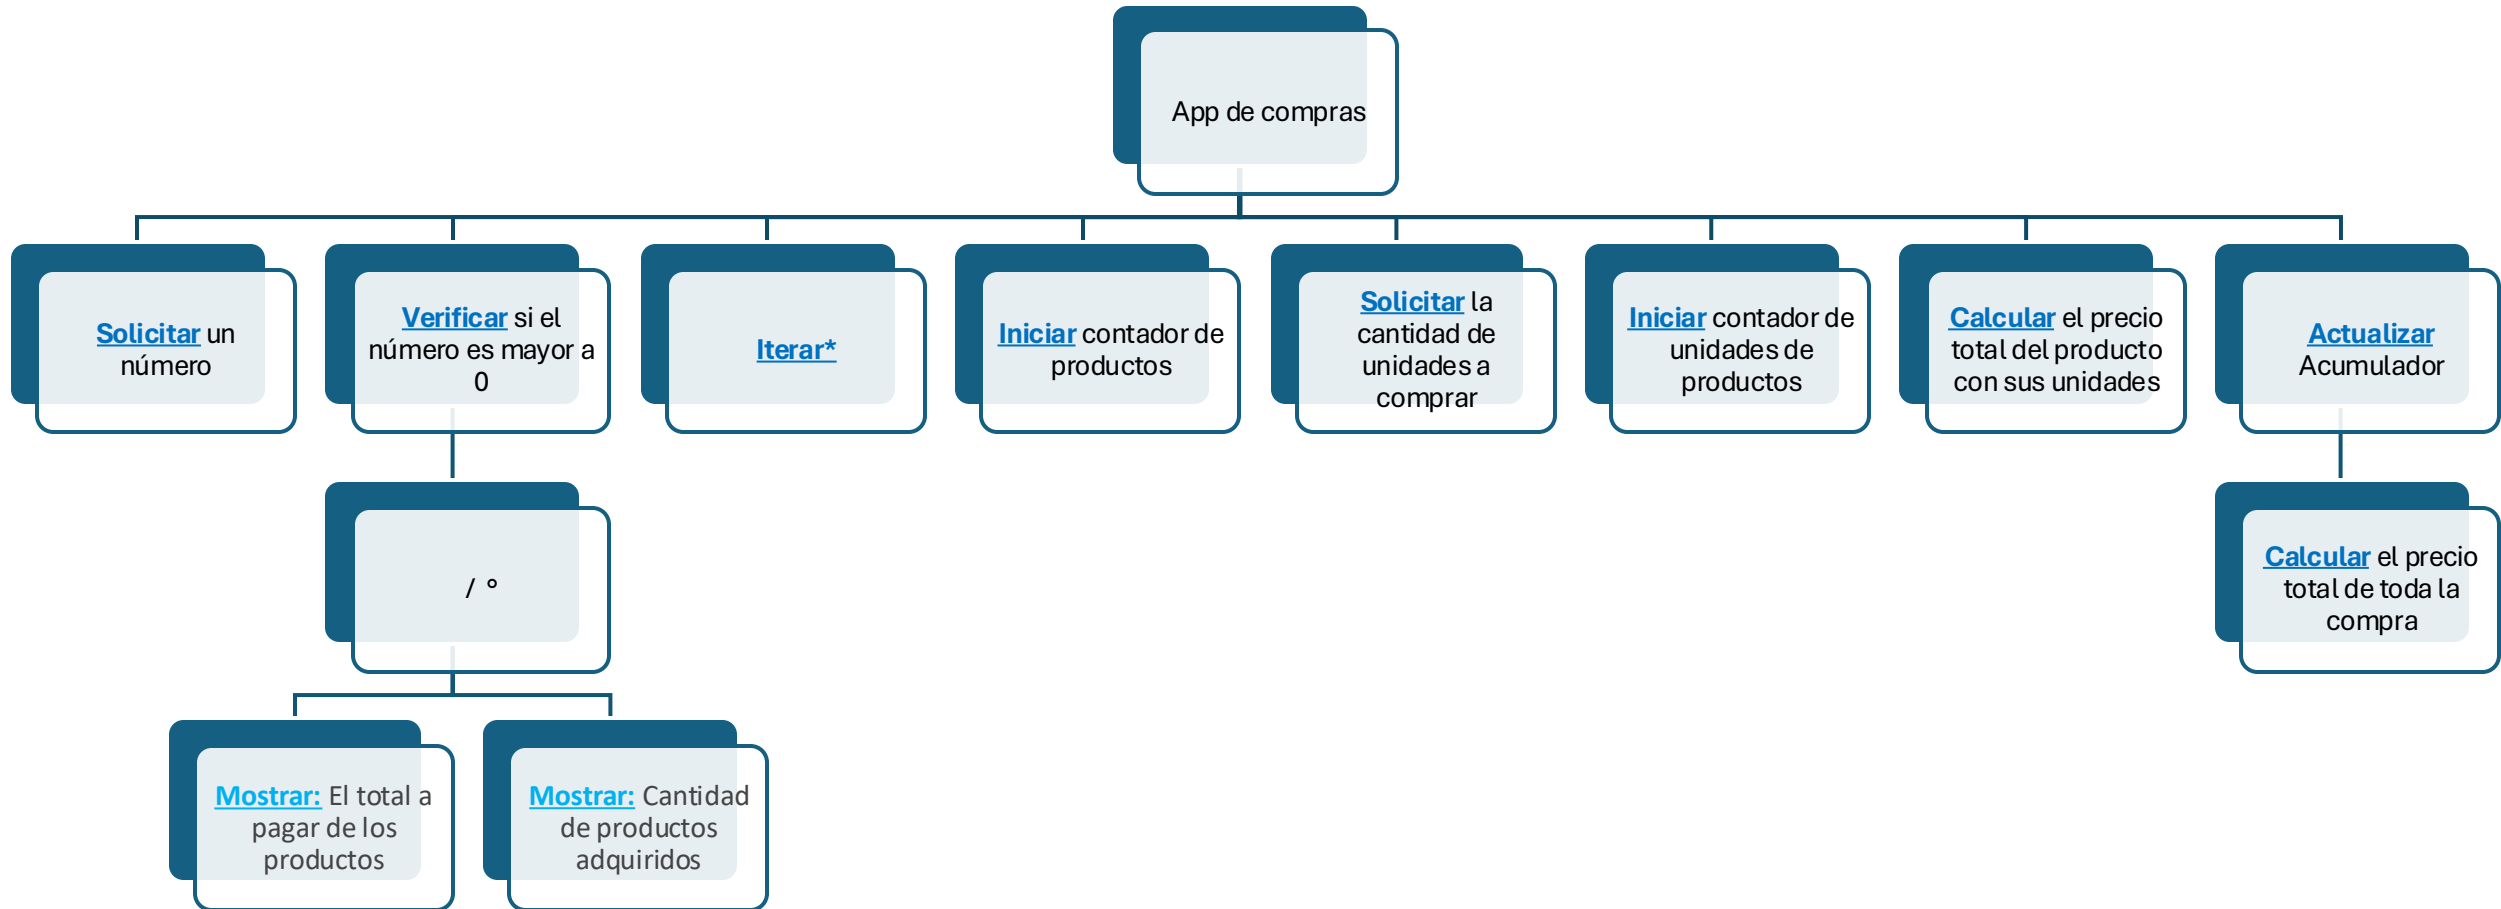 App de compras
Solicitar un
número
Verificar si el
número es mayor a
0
Iterar*
Iniciar contador de
productos
Solicitar la
cantidad de
unidades a
comprar
Iniciar contador de
unidades de
productos
Calcular el precio
total del producto
con sus unidades
Actualizar
Acumulador
/ °
Calcular el precio
total de toda la
compra
Mostrar: El total a
pagar de los
productos
Mostrar: Cantidad
de productos
adquiridos